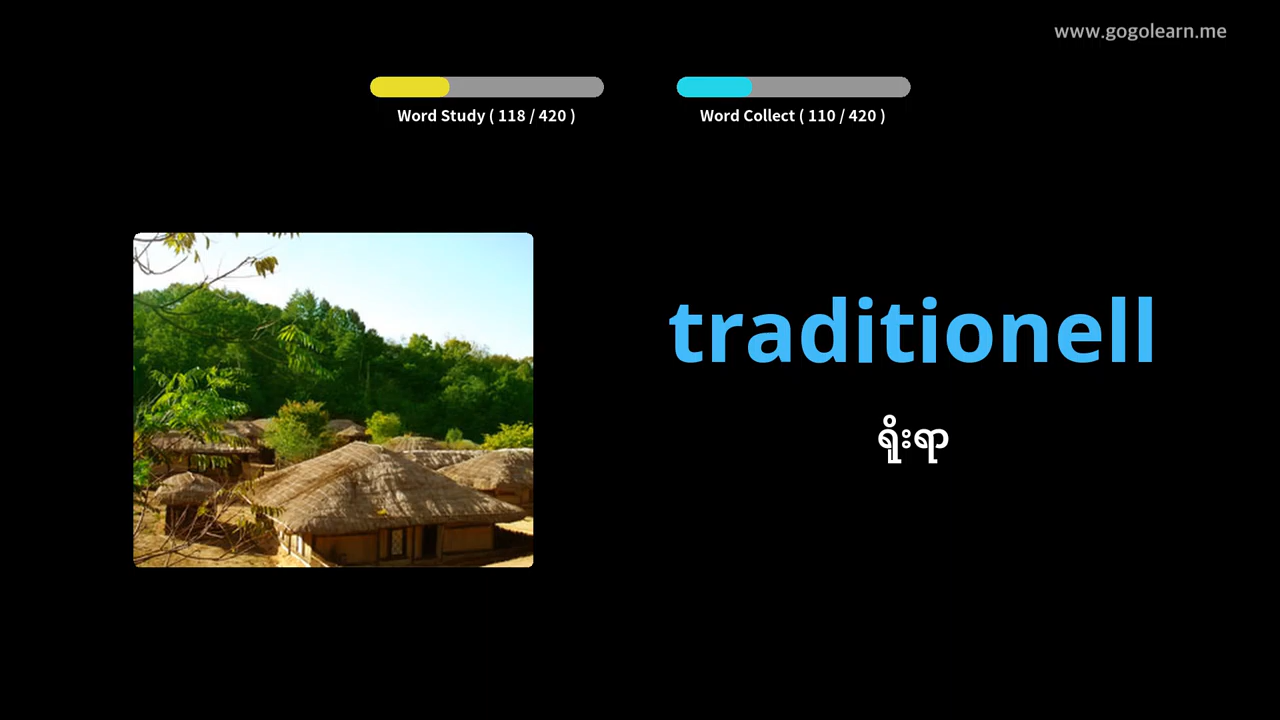 www.gogolearn.me
Word Study ( 118 / 420 )
Word Collect ( 110 / 420 )
traditionell
ရိုးရာ